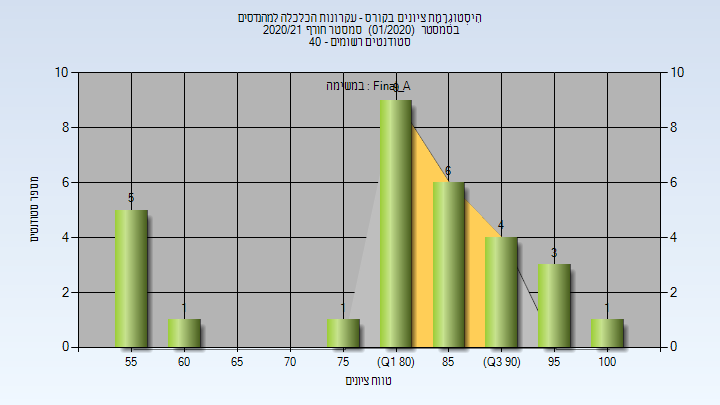 הִיסְטוֹגְרָמַת ציונים בקורס - עקרונות הכלכלה למהנדסים
בסמסטר (01/2020) סמסטר חורף 2020/21
סטודנטים רשומים - 40
במשימה : Final_A
מספר סטודנטים
10 10
8 8
6 6
4 4
2 2
0 0
5 1 1 9 6 4 3 1
55 60 65 70 75 (Q1 80) 85 (Q3 90) 95 100
טווח ציונים